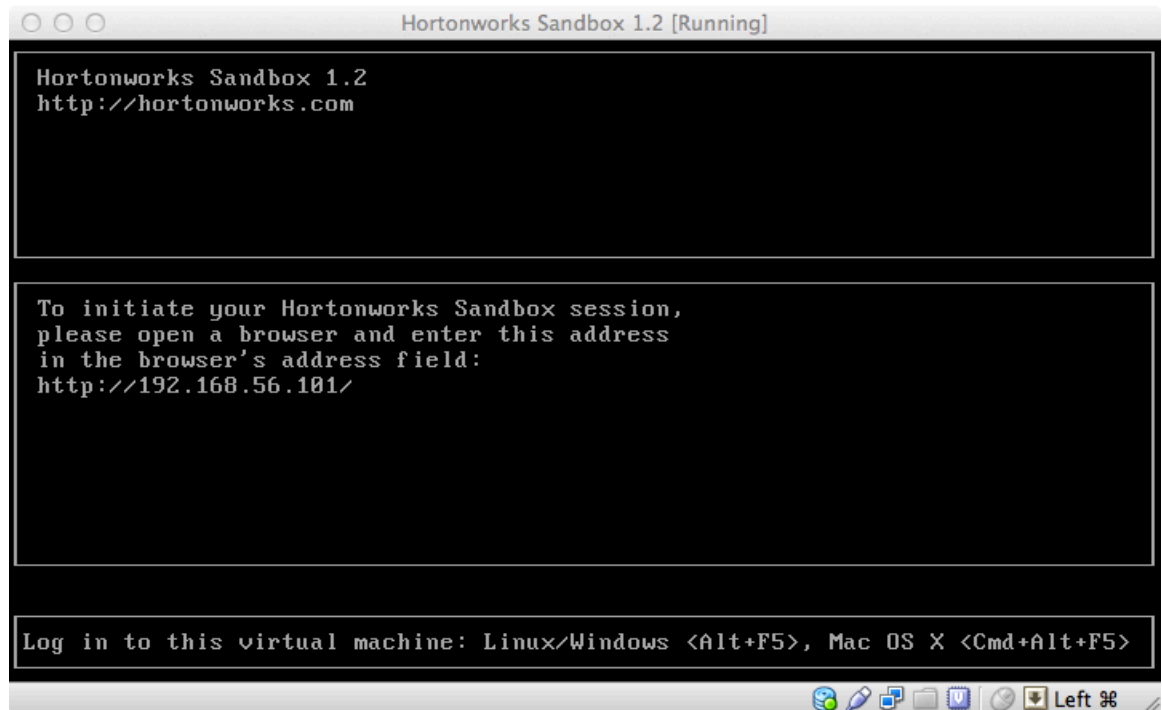 Hortonworks Sandbox 1.2 [Running]
Hortonworks Sandbox 1.2
http://hortonworks.com
To initiate your Hortonworks Sandbox session,
please open a browser and enter this address
in the browser's address field:
http://192.168.56.101/
Log in to this virtual machine: Linux/Windows <Alt+F5>, Mac OS X <Cmd+Alt+F5>
Left ⌘